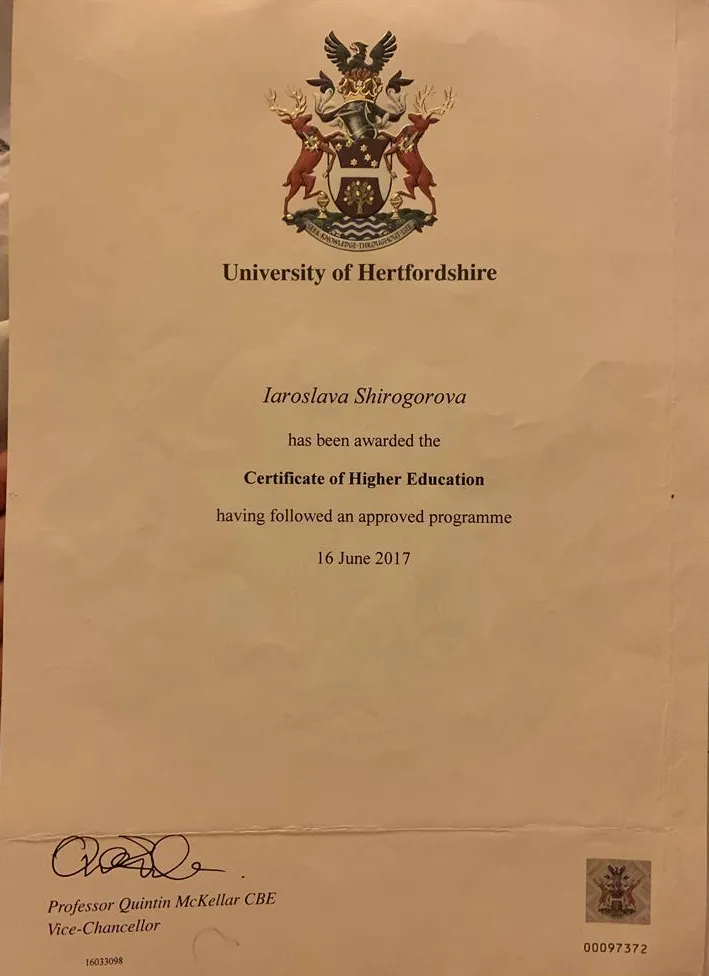 SEEK·KNOWLEDGE·THROUGHOUT·LIFE
University of Hertfordshire
Iaroslava Shirogorova
has been awarded the
Certificate of Higher Education
having followed an approved programme
16 June 2017
Professor Quintin McKellar CBE
Vice-Chancellor
16033098
00097372